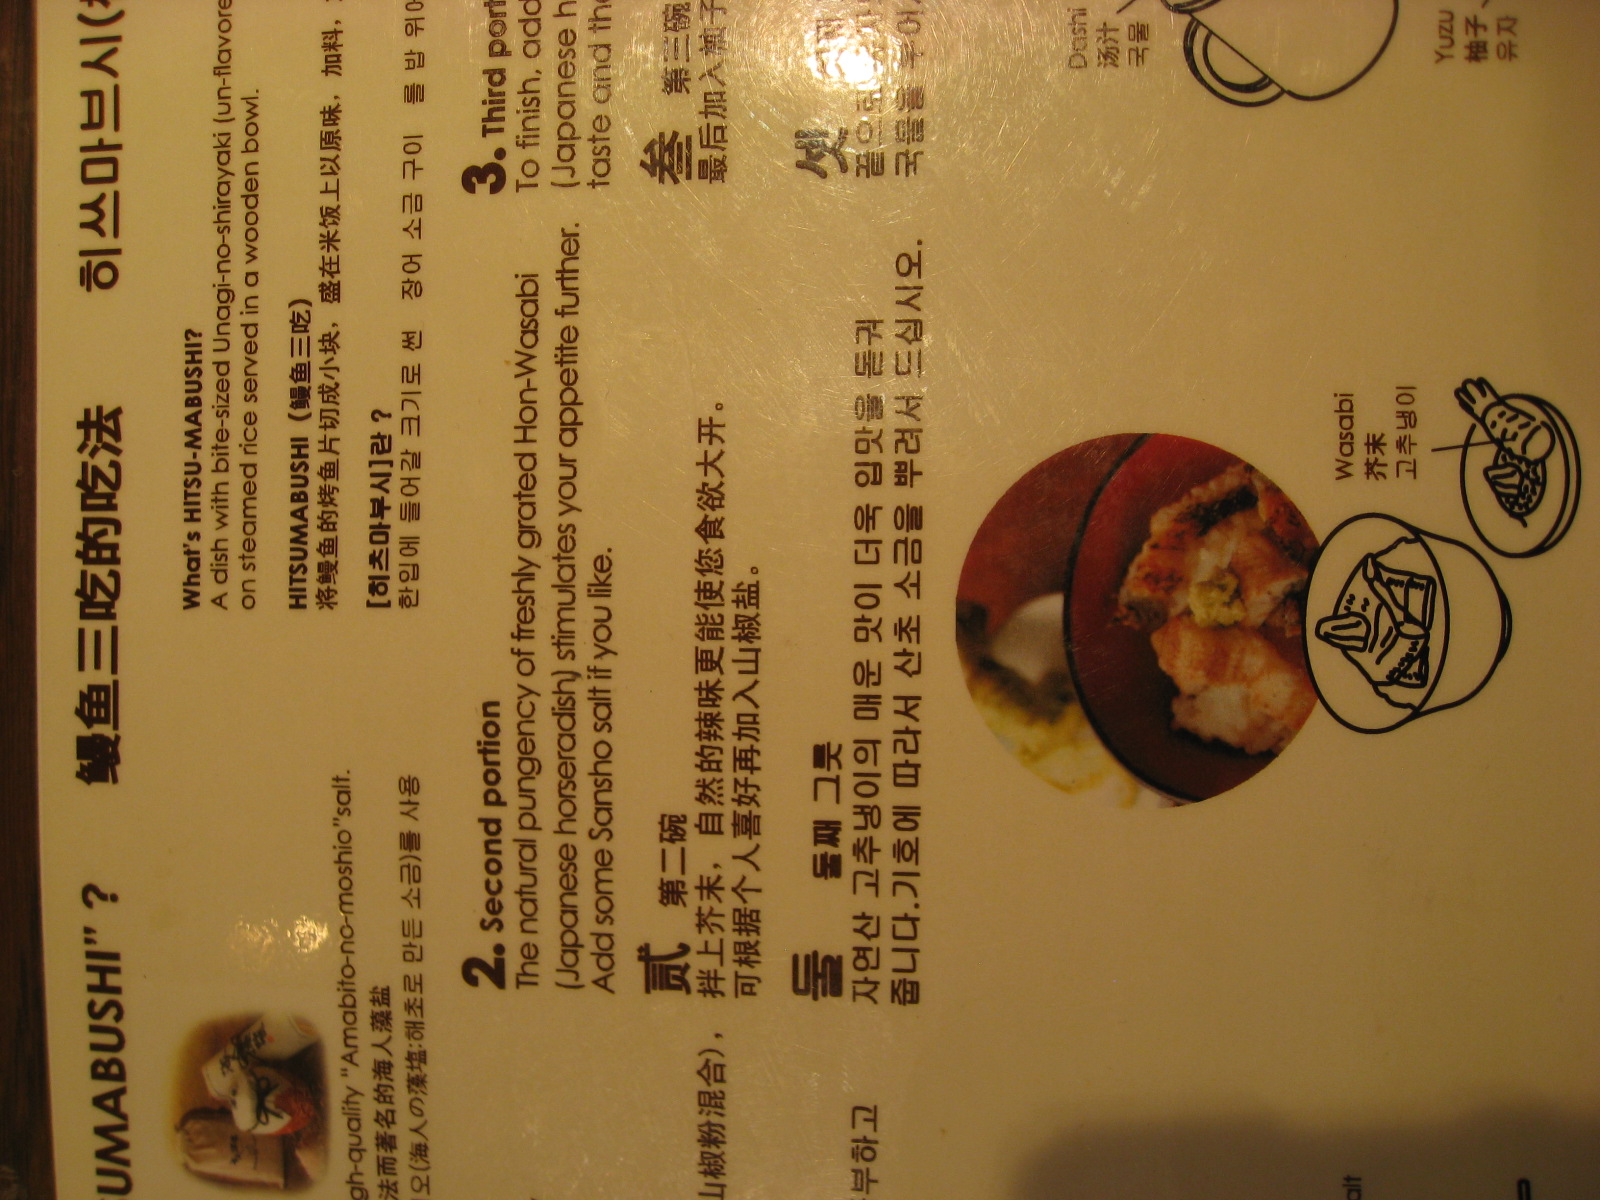 TUMABUSHI" ? 鳗鱼三吃的吃法 히쓰마브시(
gh-quality "Amabito-no-moshio"salt.
法而著名的海人藻盐
오(海人の藻塩:해초로 만든 소금)를 사용
What's HITSU-MABUSHI?
A dish with bite-sized Unagi-no-shirayaki (un-flavore
on steamed rice served in a wooden bowl.
HITSUMABUSHI (鳗鱼三吃)
将鳗鱼的烤鱼片切成小块, 盛在米饭上以原味, 加料,
[히츠마부시]란 ?
한입에 들어갈 크기로 썬 장어 소금 구이 를 밥 위에
山椒粉混合),
부하고
2. Second portion
The natural pungency of freshly grated Hon-Wasabi
(Japanese horseradish) stimulates your appetite further.
Add some Sansho salt if you like.
贰 第二碗
拌上芥末, 自然的辣味更能使您食欲大开。
可根据个人喜好再加入山椒盐。
둘 둘째 그릇
자연산 고추냉이의 매운 맛이 더욱 입맛을 돋궈
줍니다.기호에 따라서 산초 소금을 뿌려서 드십시오.
3. Third port
To finish, add
(Japanese h
taste and the
叁 第三碗
最后加入柚子
셋
끝으로
국물을
Wasabi
芥末
고추냉이
Dashi
汤汁
국물
Yuzu
柚子
유자
alt